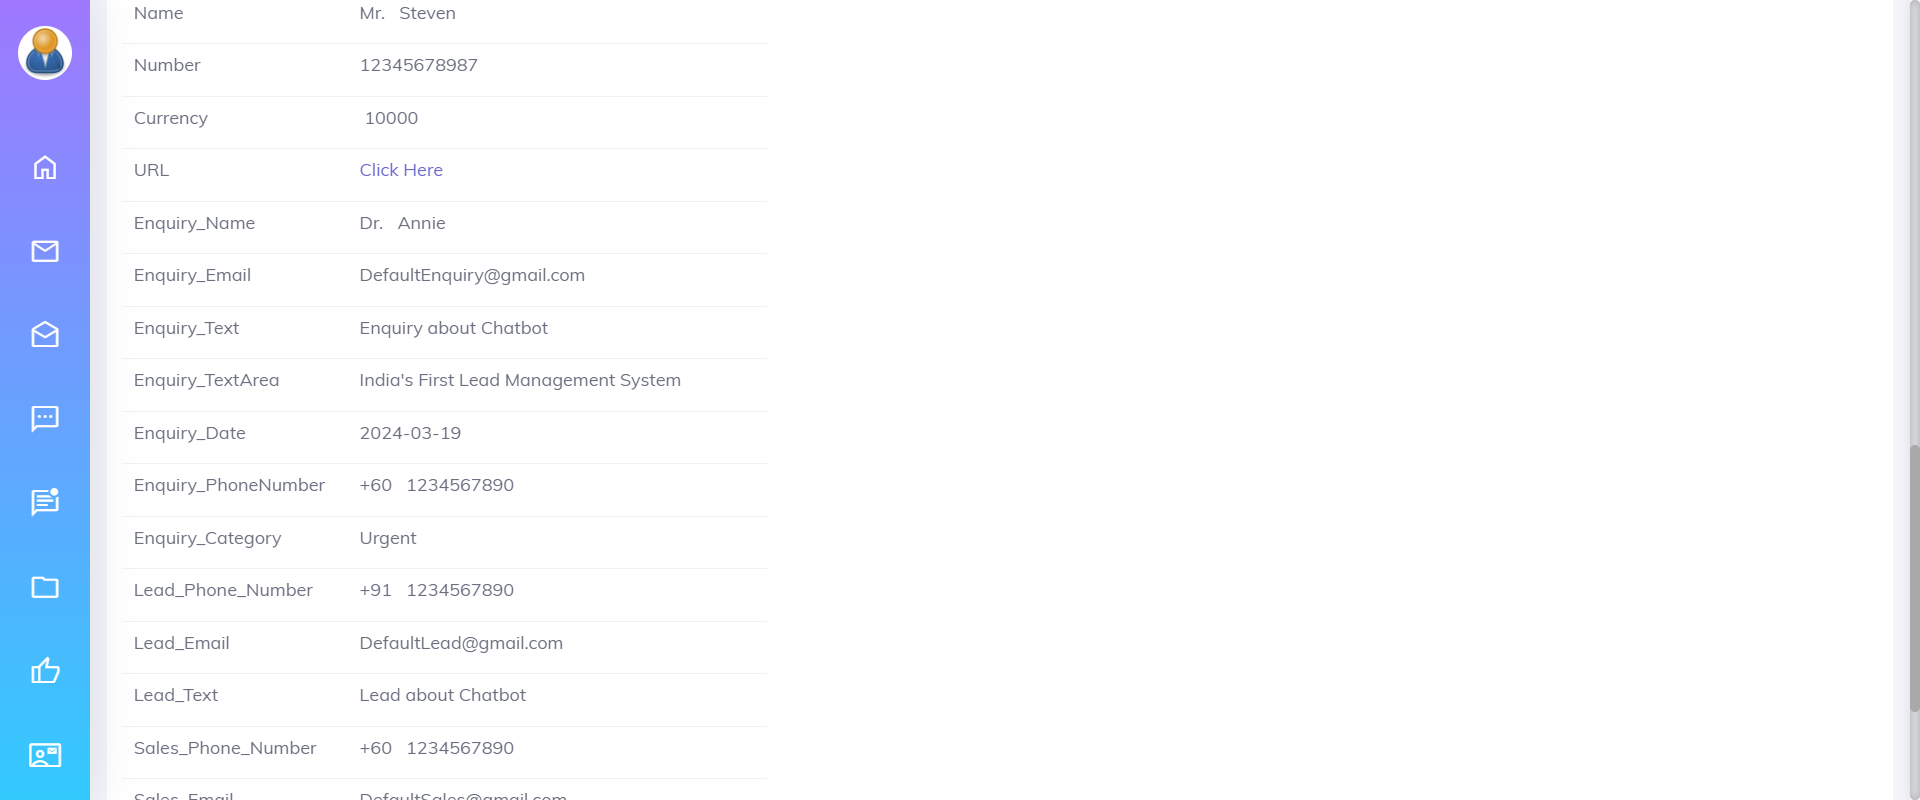 Name Mr. Steven
Number 12345678987
Currency 10000
URL Click Here
Enquiry_Name Dr. Annie
Enquiry_Email DefaultEnquiry@gmail.com
Enquiry_Text Enquiry about Chatbot
Enquiry_TextArea India's First Lead Management System
Enquiry_Date 2024-03-19
Enquiry_PhoneNumber +60 1234567890
Enquiry_Category Urgent
Lead_Phone_Number +91 1234567890
Lead_Email DefaultLead@gmail.com
Lead_Text Lead about Chatbot
Sales_Phone_Number +60 1234567890
Sales_Email DefaultSales@gmail.com